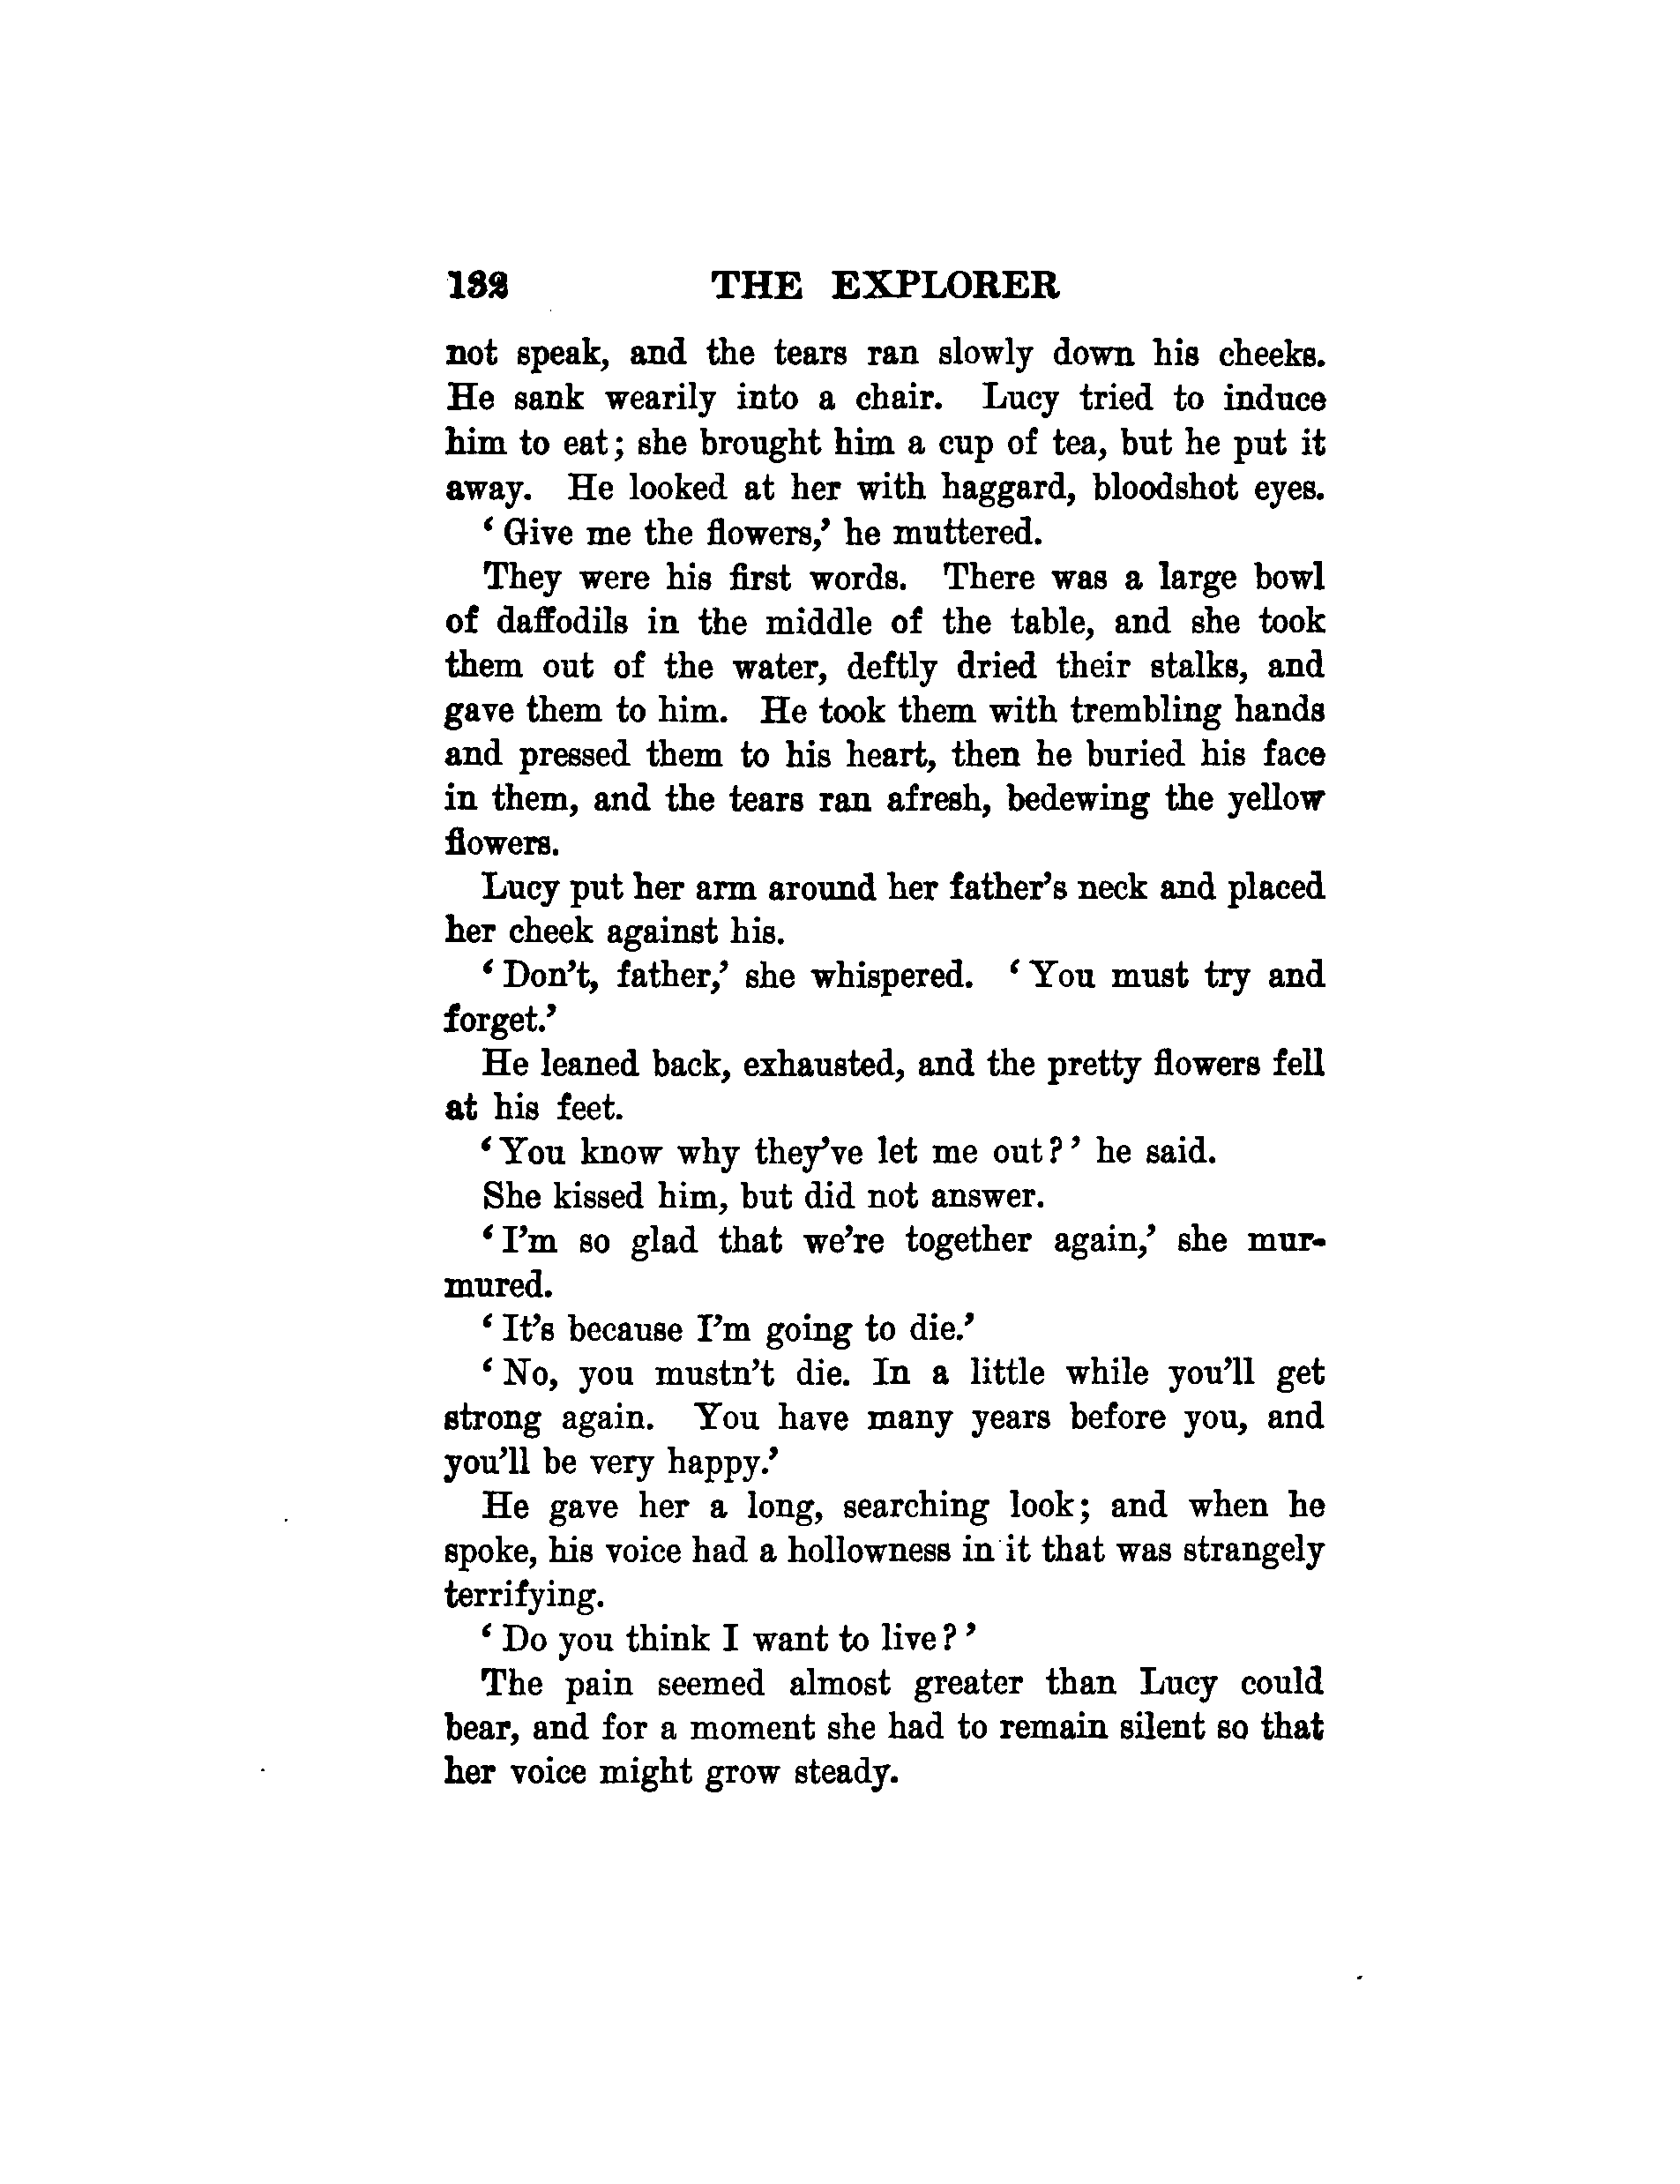 132 THE EXPLORER
not speak, and the tears ran slowly down his cheeks.
He sank wearily into a chair. Lucy tried to induce
him to eat; she brought him a cup of tea, but he put it
away. He looked at her with haggard, bloodshot eyes.
‘Give me the flowers,’ he muttered.
They were his first words. There was a large bowl
of daffodils in the middle of the table, and she took
them out of the water, deftly dried their stalks, and
gave them to him. He took them with trembling hands
and pressed them to his heart, then he buried his face
in them, and the tears ran afresh, bedewing the yellow
flowers.
Lucy put her arm around her father’s neck and placed
her cheek against his.
‘Don’t, father,’ she whispered. ‘You must try and
forget.’
He leaned back, exhausted, and the pretty flowers fell
at his feet.
‘You know why they’ve let me out?’ he said.
She kissed him, but did not answer.
‘I’m so glad that we’re together again,’ she mur-
mured.
‘It’s because I’m going to die.’
‘No, you mustn’t die. In a little while you’ll get
strong again. You have many years before you, and
you’ll be very happy.’
He gave her a long, searching look; and when he
spoke, his voice had a hollowness in it that was strangely
terrifying.
‘Do you think I want to live?’
The pain seemed almost greater than Lucy could
bear, and for a moment she had to remain silent so that
her voice might grow steady.